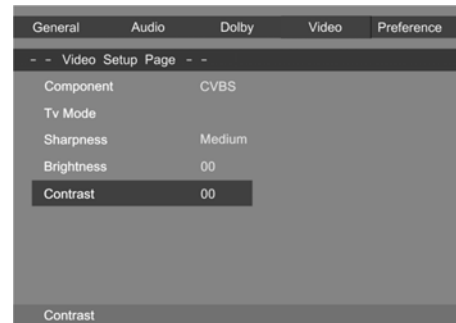 General Audio Dolby Video Preference
- - Video Setup Page - -
Component CVBS
Tv Mode
Sharpness Medium
Brightness 00
Contrast 00
Contrast